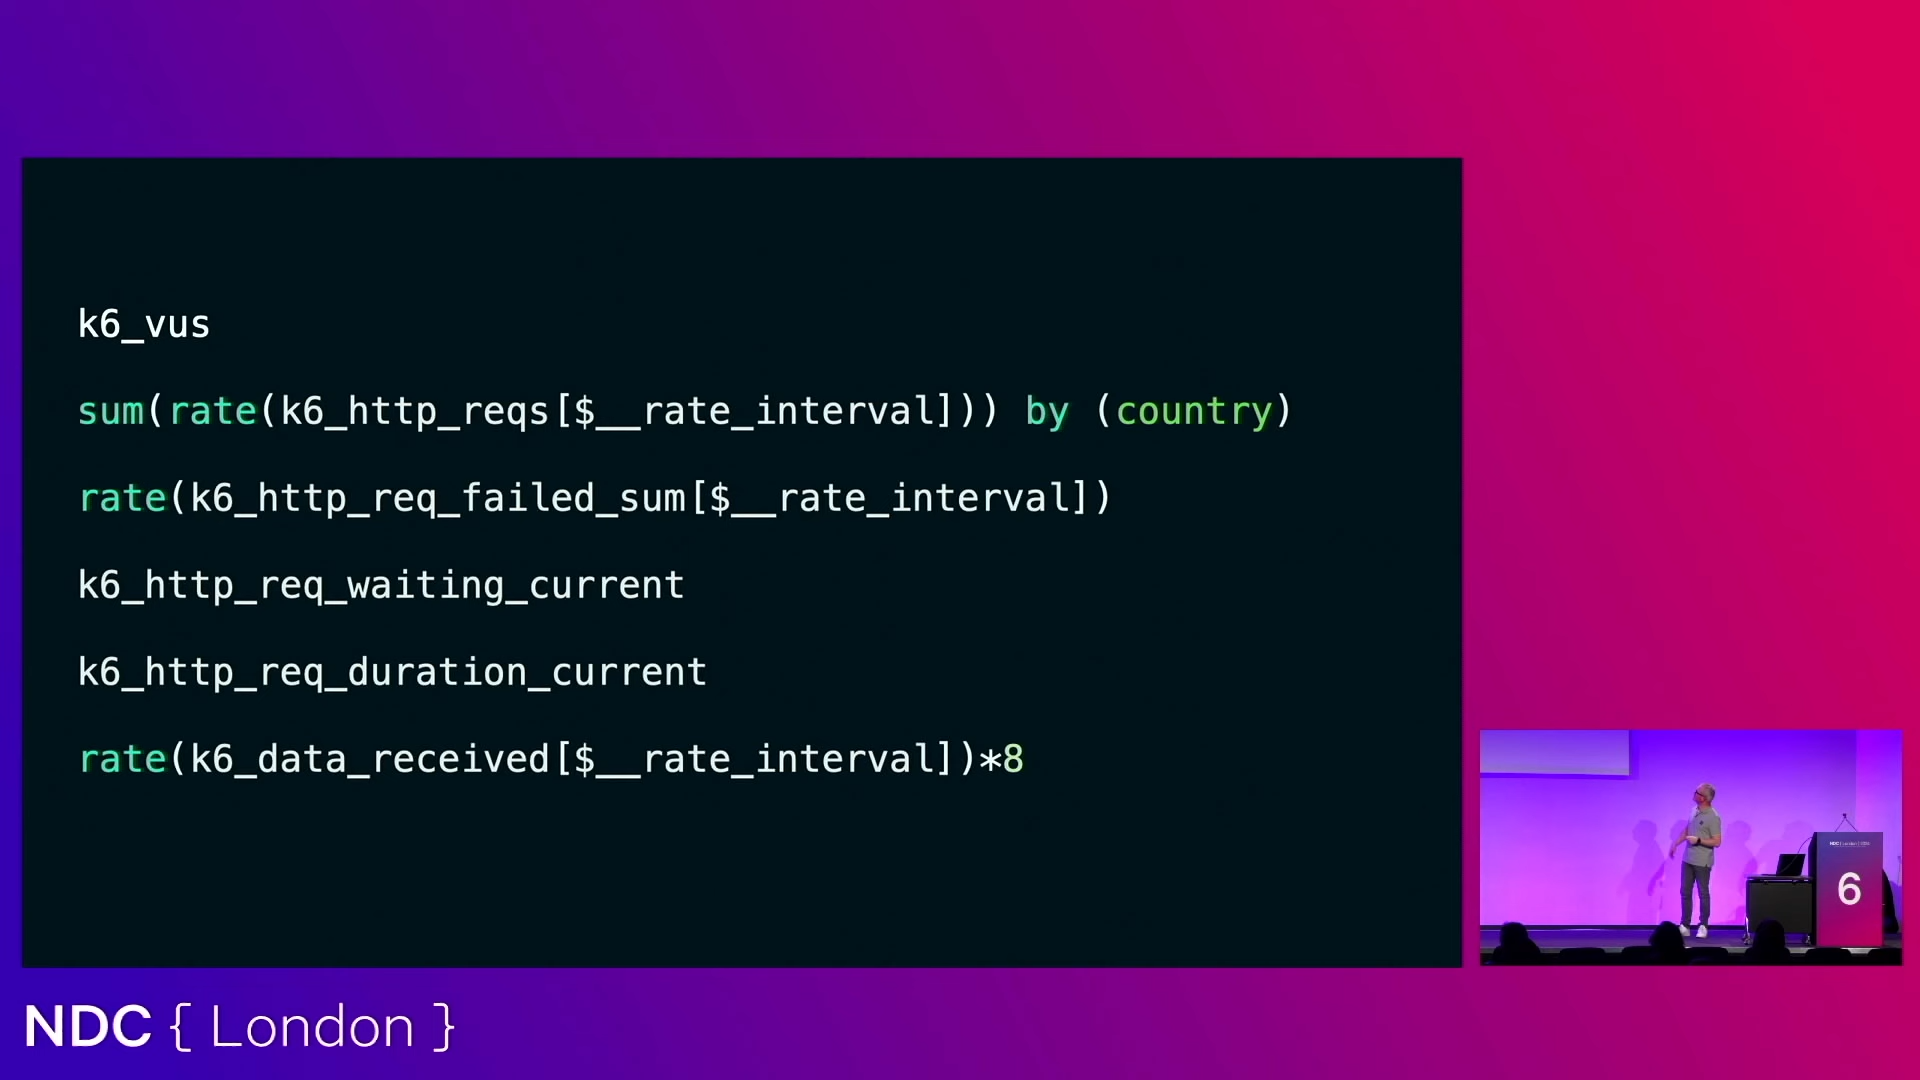 k6_vus
sum(rate(k6_http_reqs[$__rate_interval])) by (country)
rate(k6_http_req_failed_sum[$__rate_interval])
k6_http_req_waiting_current
k6_http_req_duration_current
rate(k6_data_received[$__rate_interval])*8
6
NDC { London }